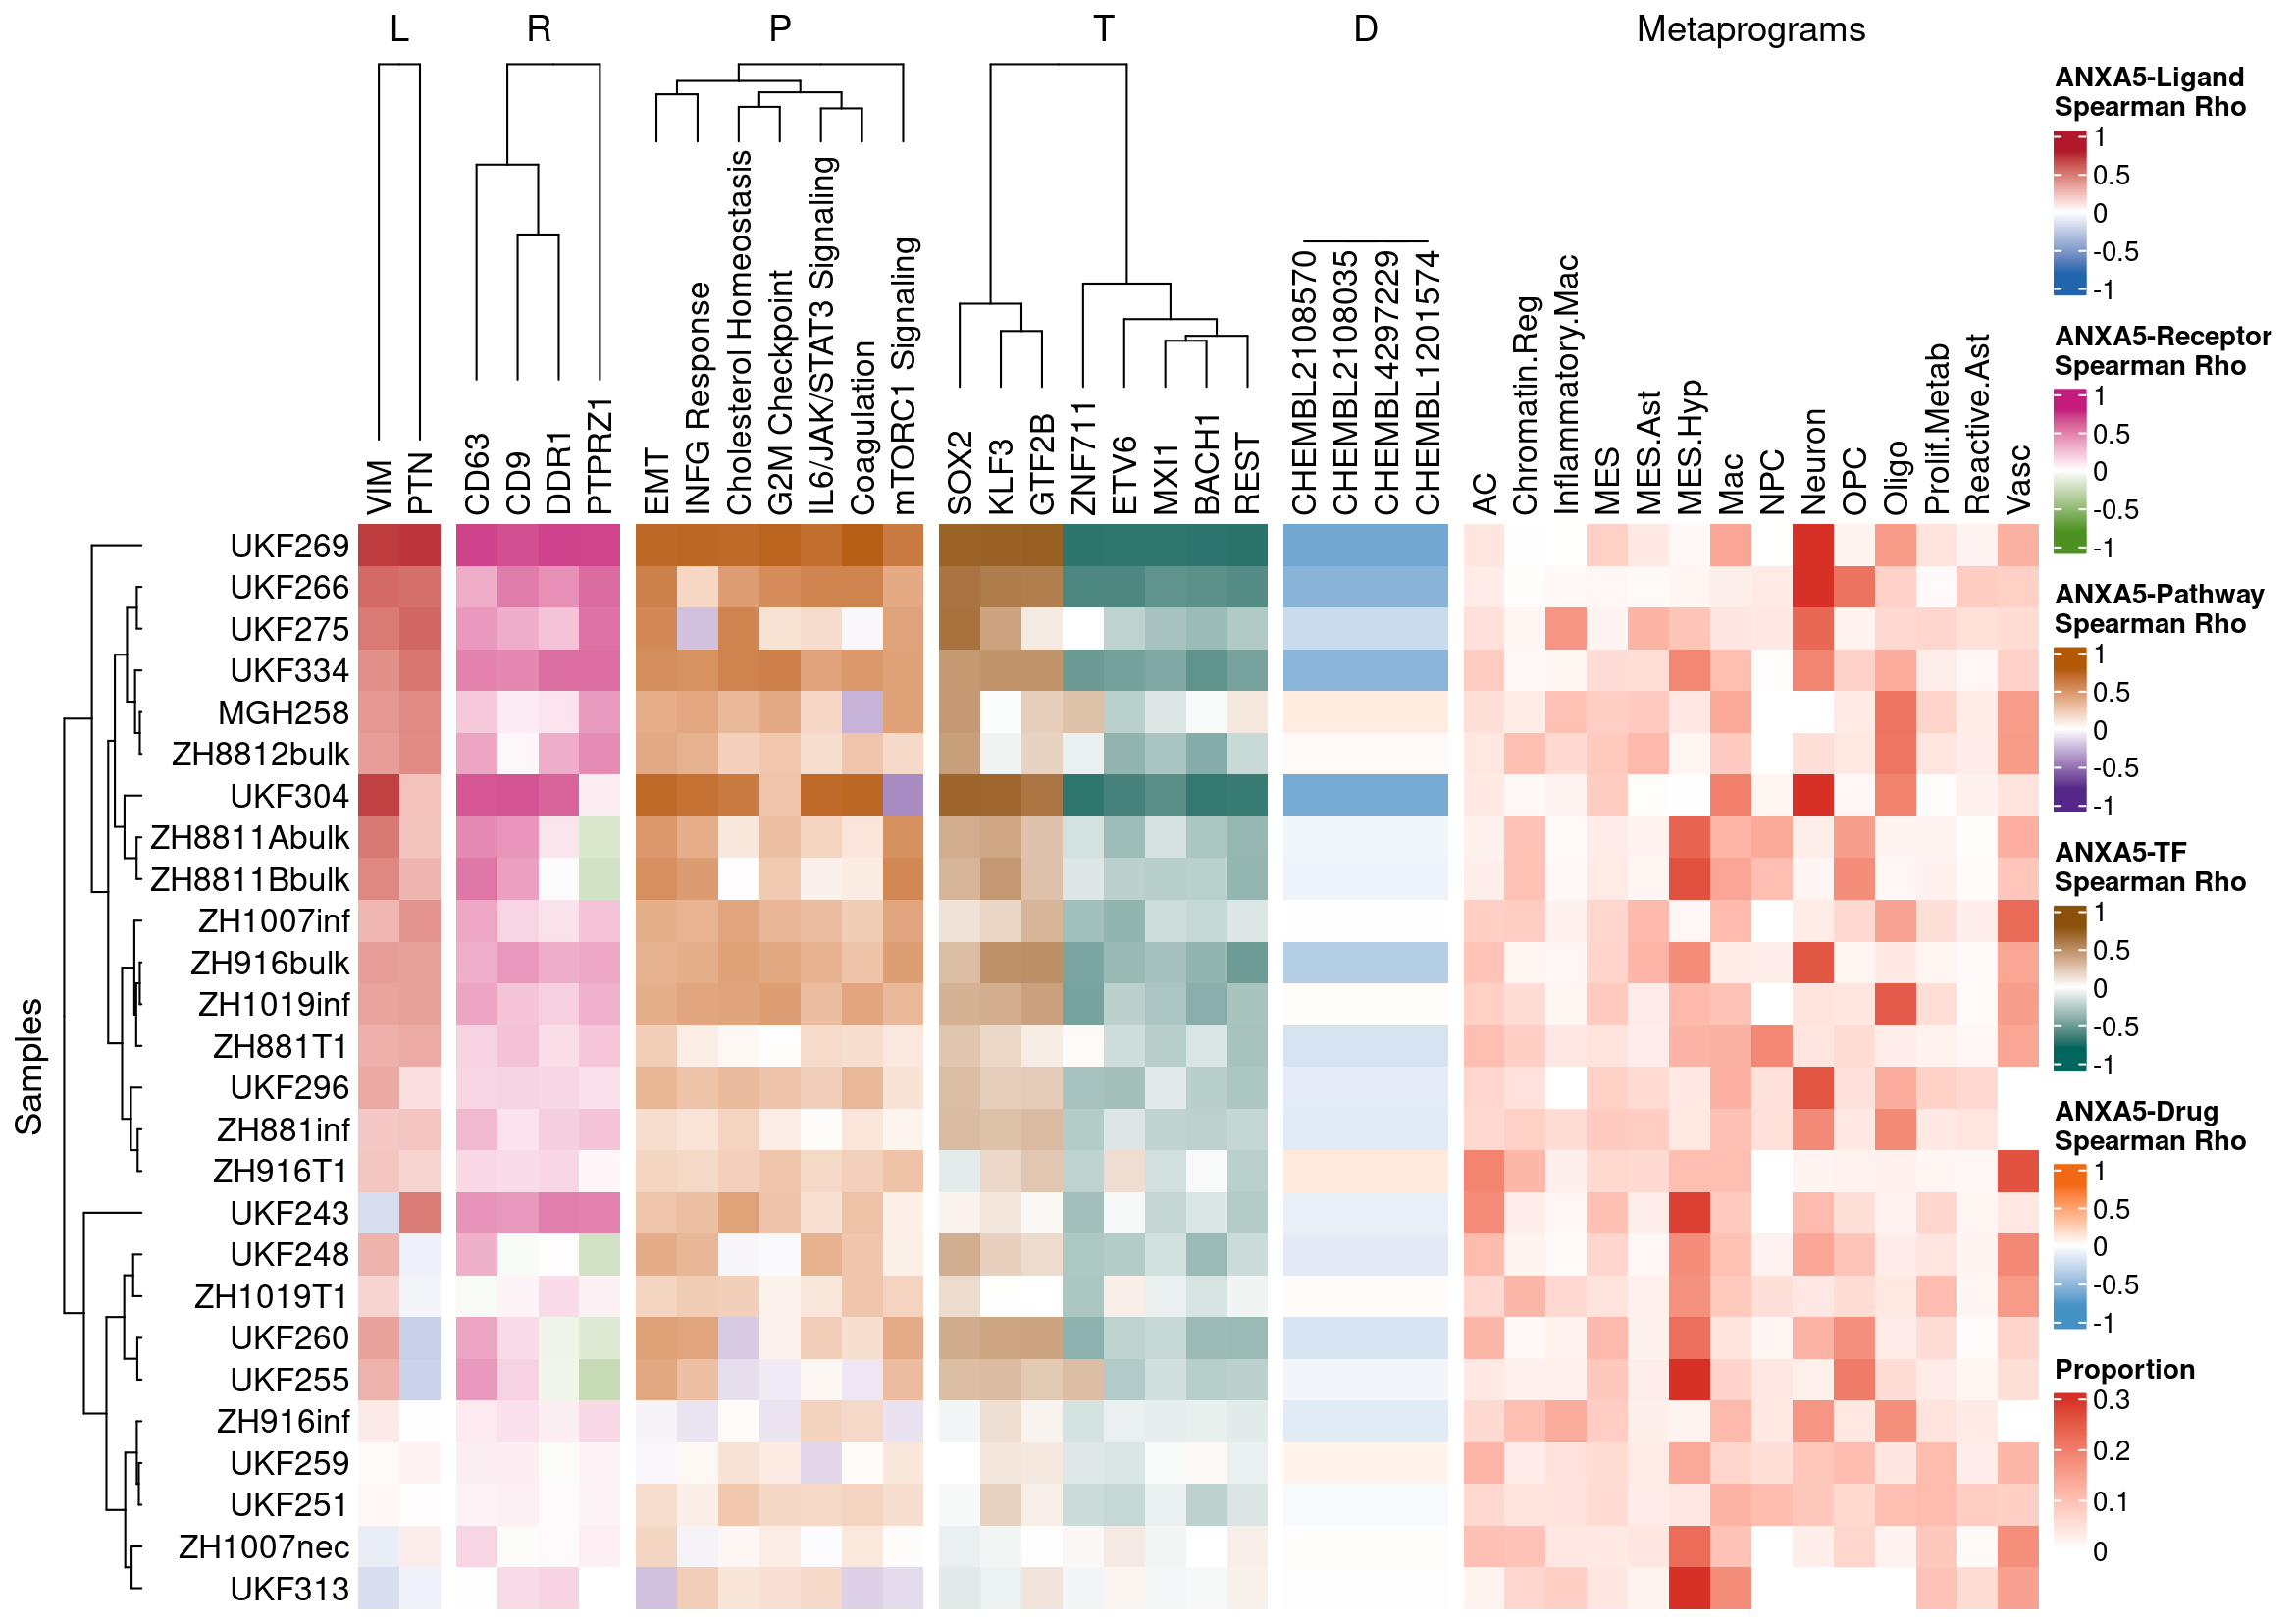 L R P T D Metaprograms
VIM
PTN
CD63
CD9
DDR1
PTPRZ1
EMT
INFG Response
Cholesterol Homeostasis
G2M Checkpoint
IL6/JAK/STAT3 Signaling
Coagulation
mTORC1 Signaling
SOX2
KLF3
GTF2B
ZNF711
ETV6
MXI1
BACH1
REST
CHEMBL2108570
CHEMBL2108035
CHEMBL4297229
CHEMBL1201574
AC
Chromatin.Reg
Inflammatory.Mac
MES
MES.Ast
MES.Hyp
Mac
NPC
Neuron
OPC
Oligo
Prolif.Metab
Reactive.Ast
Vasc
Samples
UKF269
UKF266
UKF275
UKF334
MGH258
ZH8812bulk
UKF304
ZH8811Abulk
ZH8811Bbulk
ZH1007inf
ZH916bulk
ZH1019inf
ZH881T1
UKF296
ZH881inf
ZH916T1
UKF243
UKF248
ZH1019T1
UKF260
UKF255
ZH916inf
UKF259
UKF251
ZH1007nec
UKF313
ANXA5-Ligand
Spearman Rho
1
0.5
0
-0.5
-1
ANXA5-Receptor
Spearman Rho
1
0.5
0
-0.5
-1
ANXA5-Pathway
Spearman Rho
1
0.5
0
-0.5
-1
ANXA5-TF
Spearman Rho
1
0.5
0
-0.5
-1
ANXA5-Drug
Spearman Rho
1
0.5
0
-0.5
-1
Proportion
0.3
0.2
0.1
0